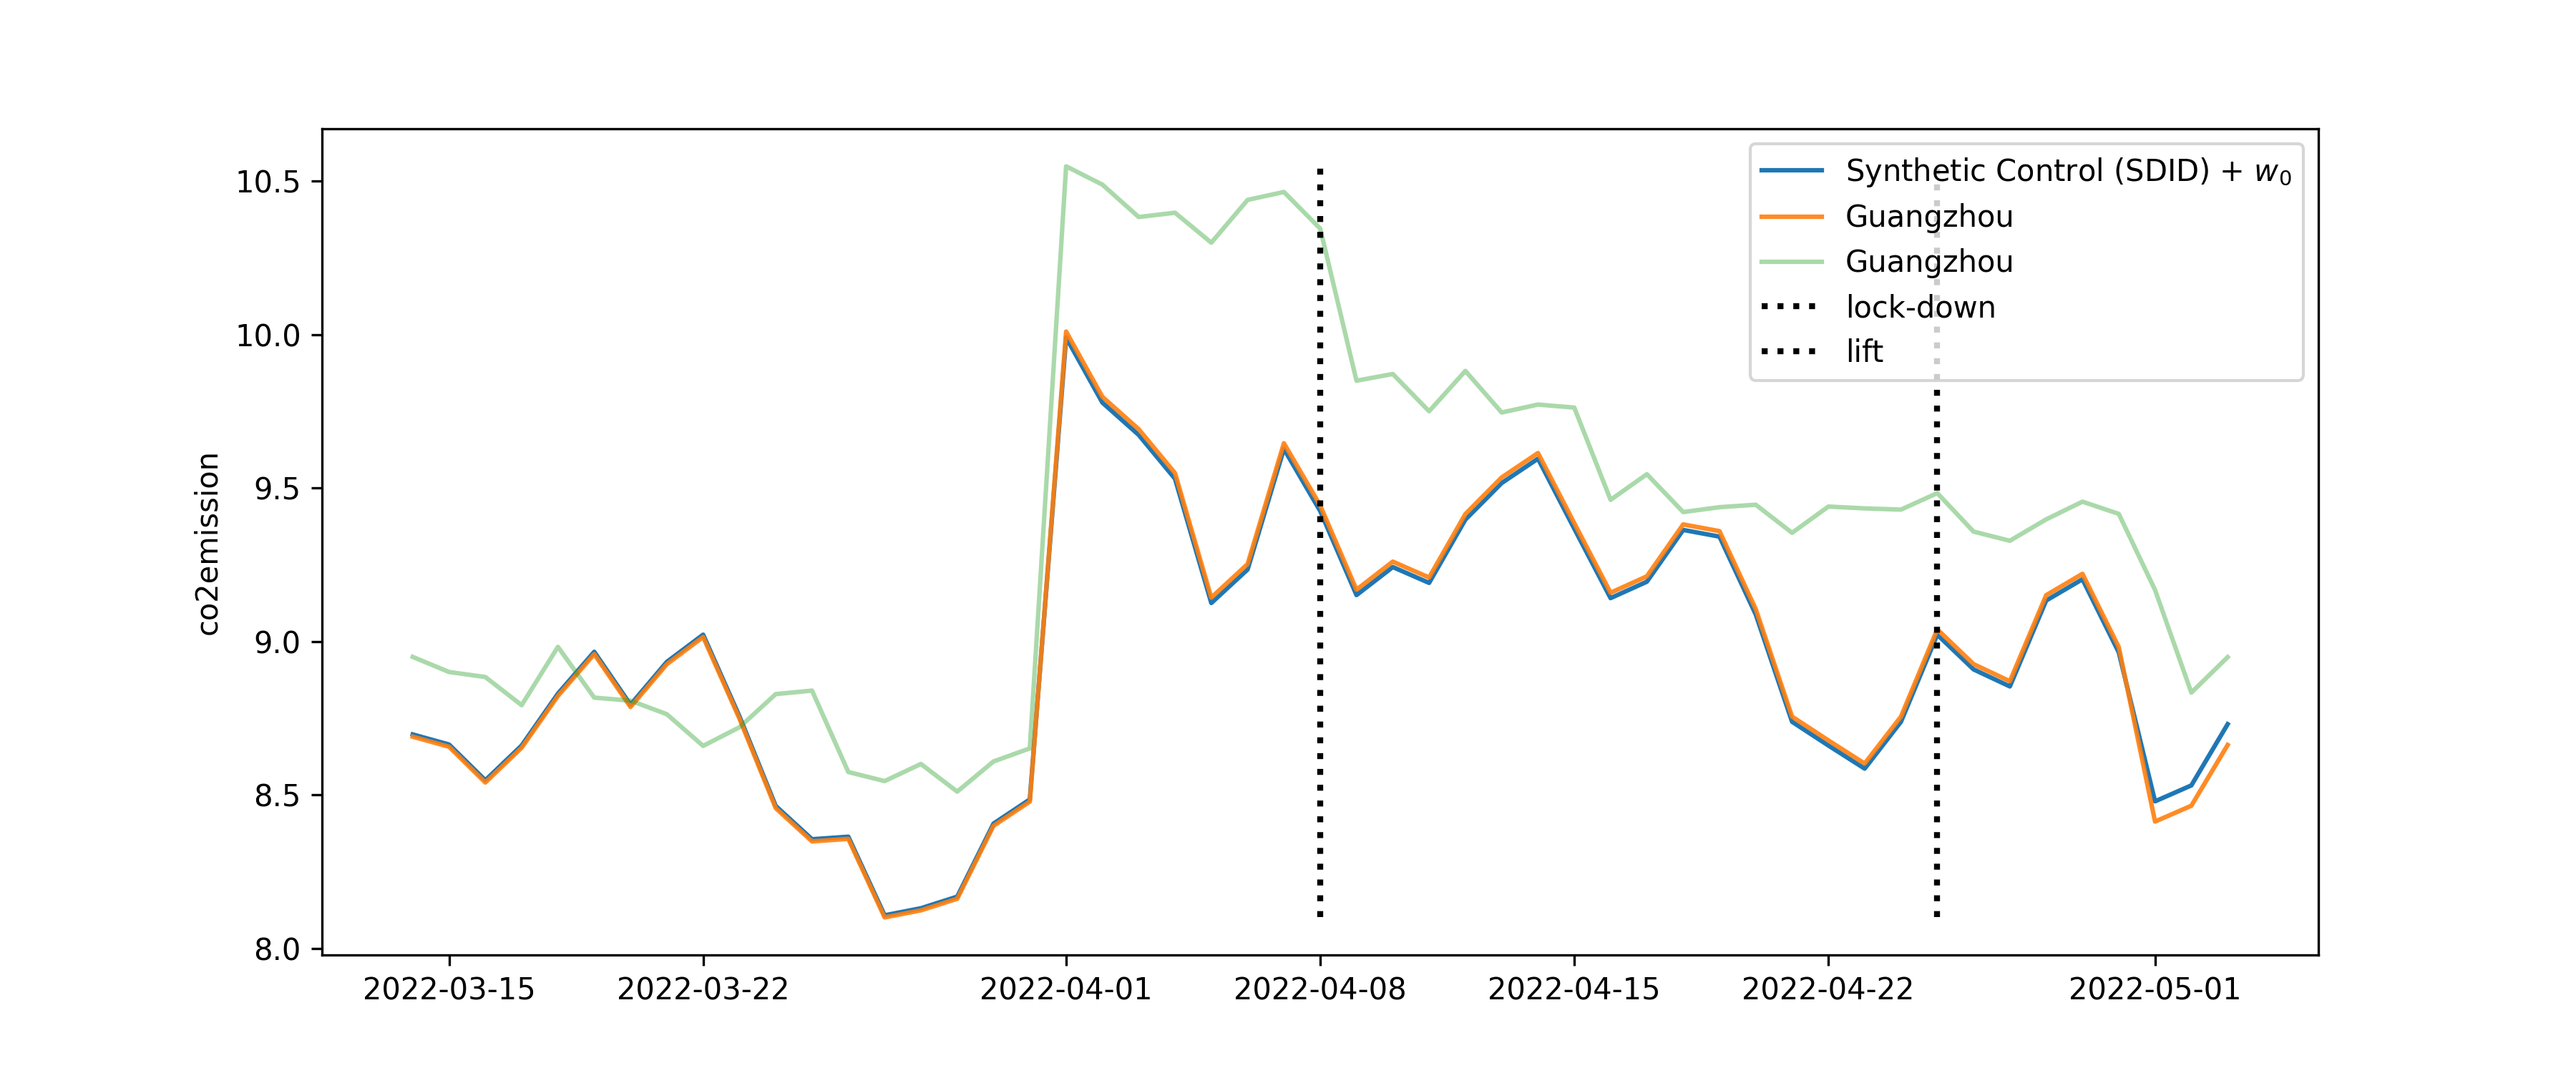 Synthetic Control (SDID) + w₀
Guangzhou
Guangzhou
lock-down
lift
co2emission
10.5
10.0
9.5
9.0
8.5
8.0
2022-03-15 2022-03-22 2022-04-01 2022-04-08 2022-04-15 2022-04-22 2022-05-01